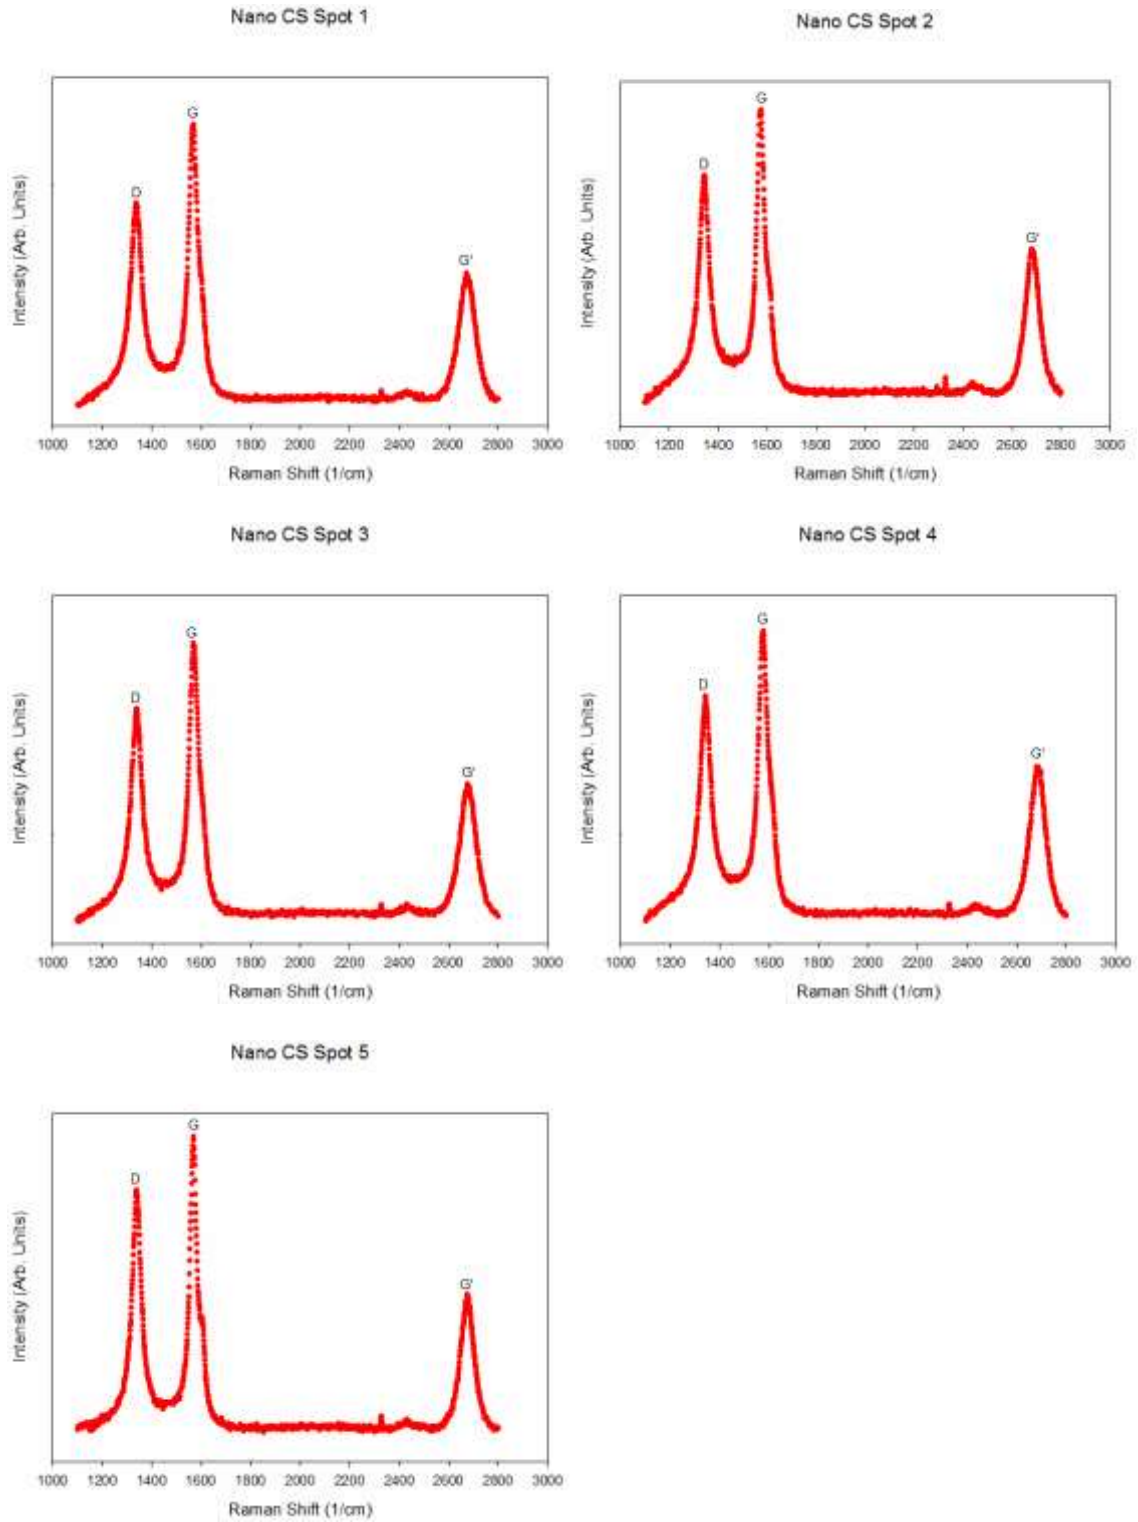 Nano CS Spot 1
G
D
G'
Intensity (Arb. Units)
1000 1200 1400 1600 1800 2000 2200 2400 2600 2800 3000
Raman Shift (1/cm)
Nano CS Spot 2
G
D
G'
Intensity (Arb. Units)
1000 1200 1400 1600 1800 2000 2200 2400 2600 2800 3000
Raman Shift (1/cm)
Nano CS Spot 3
G
D
G'
Intensity (Arb. Units)
1000 1200 1400 1600 1800 2000 2200 2400 2600 2800 3000
Raman Shift (1/cm)
Nano CS Spot 4
G
D
G'
Intensity (Arb. Units)
1000 1200 1400 1600 1800 2000 2200 2400 2600 2800 3000
Raman Shift (1/cm)
Nano CS Spot 5
G
D
G'
Intensity (Arb. Units)
1000 1200 1400 1600 1800 2000 2200 2400 2600 2800 3000
Raman Shift (1/cm)